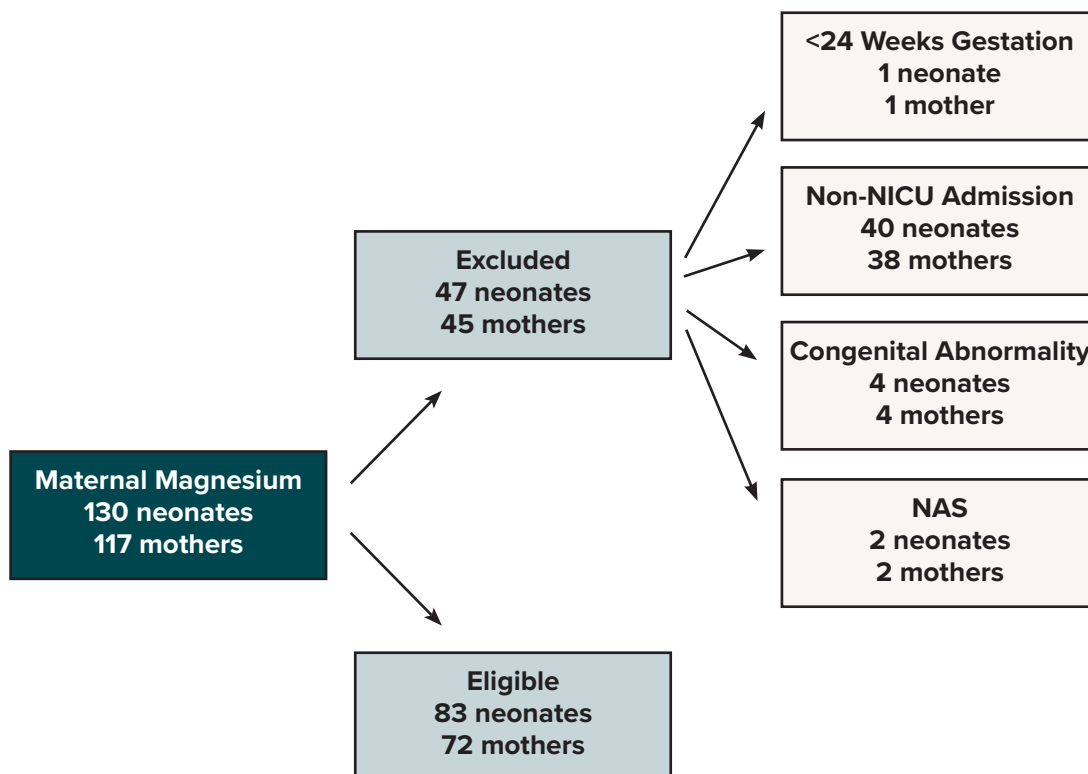 <24 Weeks Gestation
1 neonate
1 mother
Non-NICU Admission
40 neonates
38 mothers
Excluded
47 neonates
45 mothers
Congenital Abnormality
4 neonates
4 mothers
Maternal Magnesium
130 neonates
117 mothers
NAS
2 neonates
2 mothers
Eligible
83 neonates
72 mothers